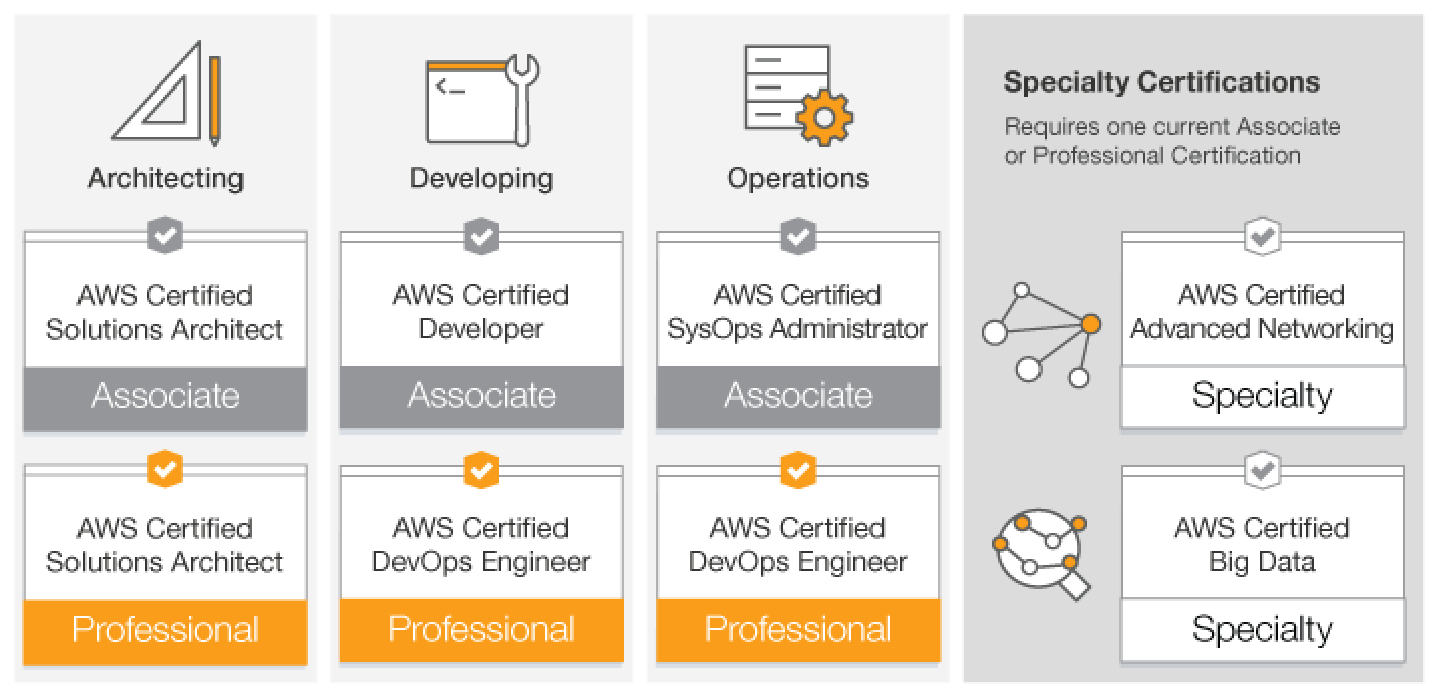 Architecting
AWS Certified
Solutions Architect
Associate
AWS Certified
Solutions Architect
Professional
Developing
AWS Certified
Developer
Associate
AWS Certified
DevOps Engineer
Professional
Operations
AWS Certified
SysOps Administrator
Associate
AWS Certified
DevOps Engineer
Professional
Specialty Certifications
Requires one current Associate
or Professional Certification
AWS Certified
Advanced Networking
Specialty
AWS Certified
Big Data
Specialty